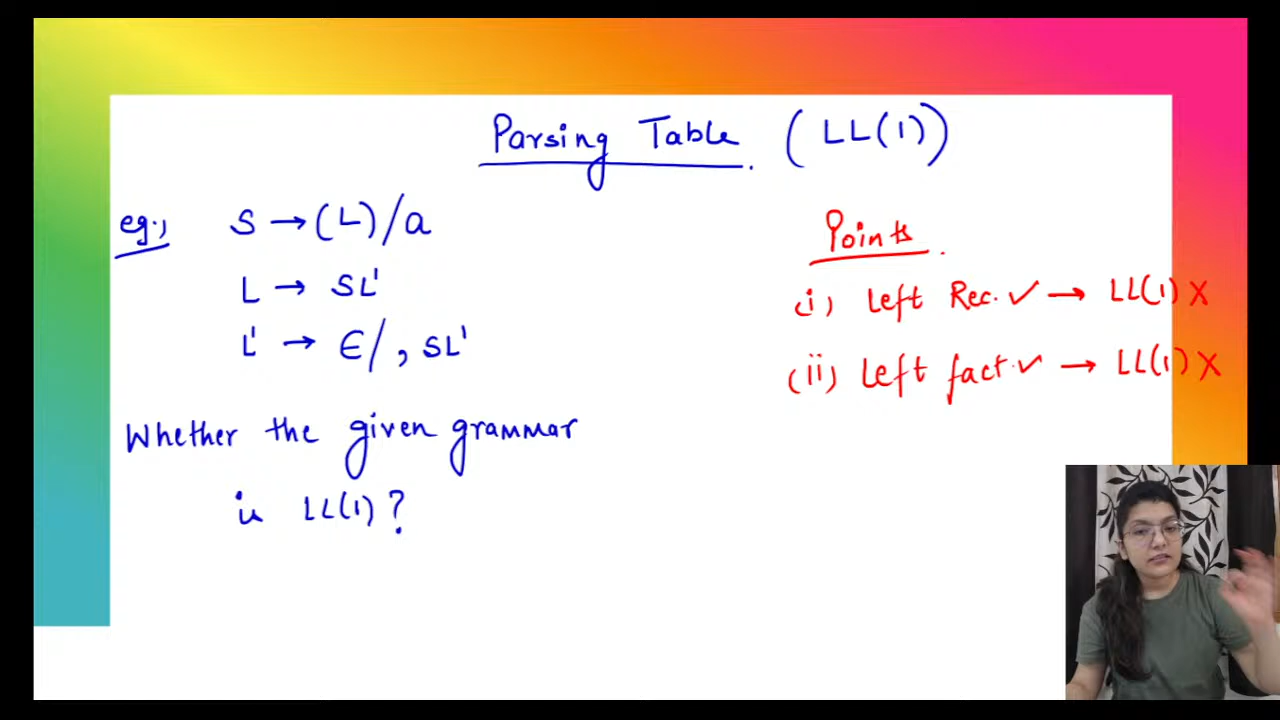 Parsing Table (LL(1))
eg:, S → (L)/a
L → SL'
L' → ϵ/, SL'
Whether the given grammar
is LL(1)?
Points
(i) Left Rec. ✓ → LL(1) X
(ii) Left fact. ✓ → LL(1) X